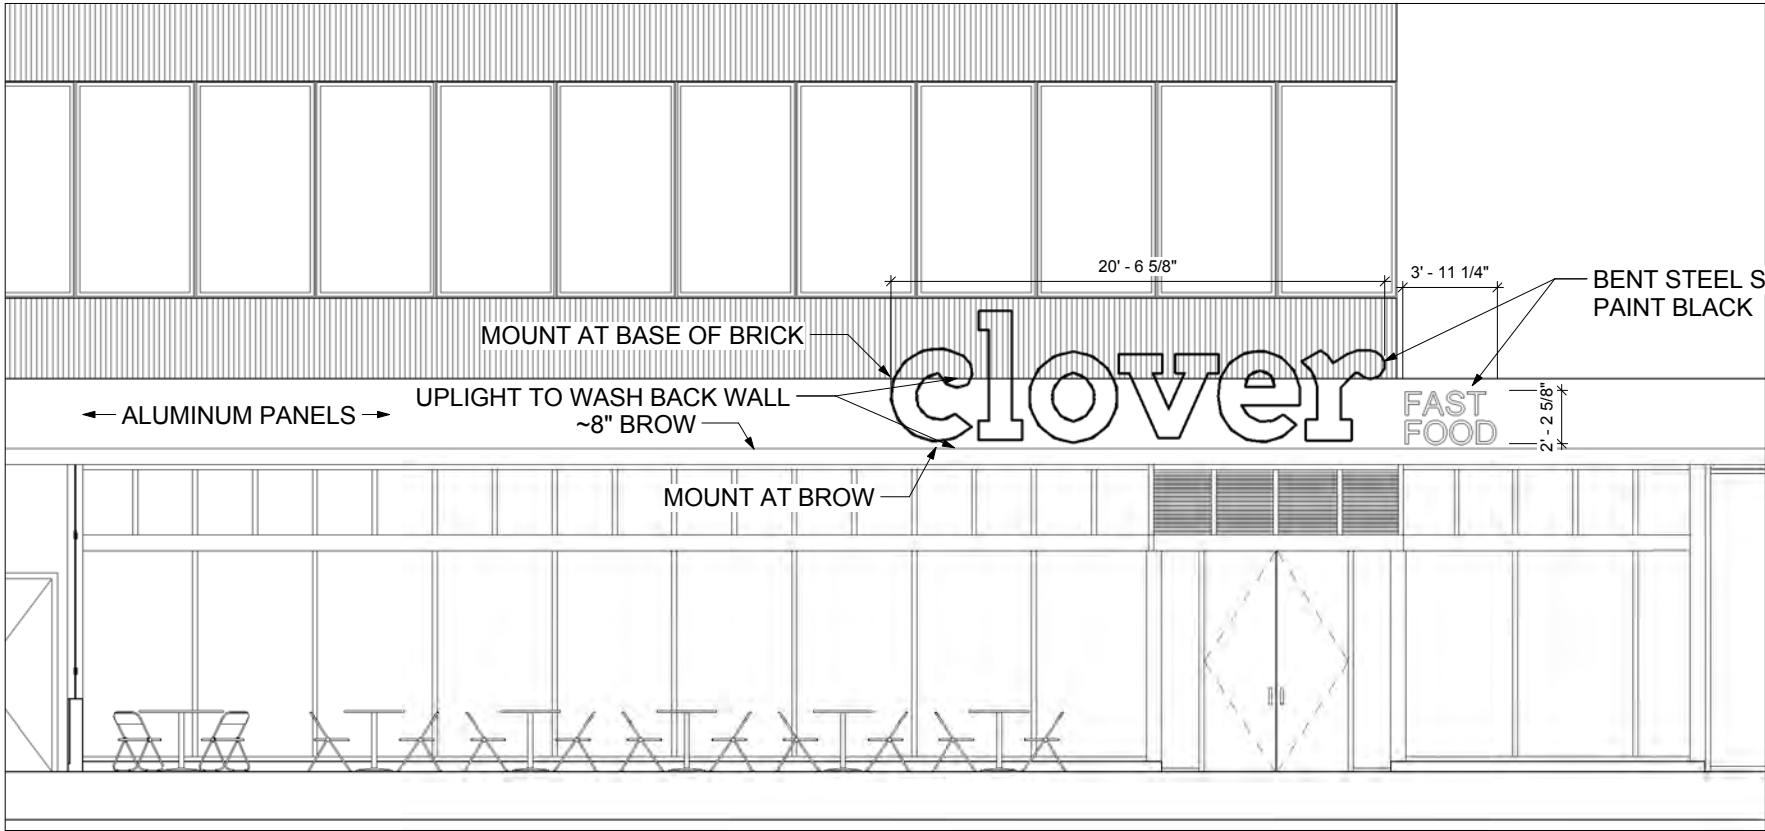 20' - 6 5/8"
3' - 11 1/4"
BENT STEEL
PAINT BLACK
MOUNT AT BASE OF BRICK
clover
UPLIGHT TO WASH BACK WALL
~8" BROW
ALUMINUM PANELS
FAST
FOOD
2' - 2 5/8"
MOUNT AT BROW